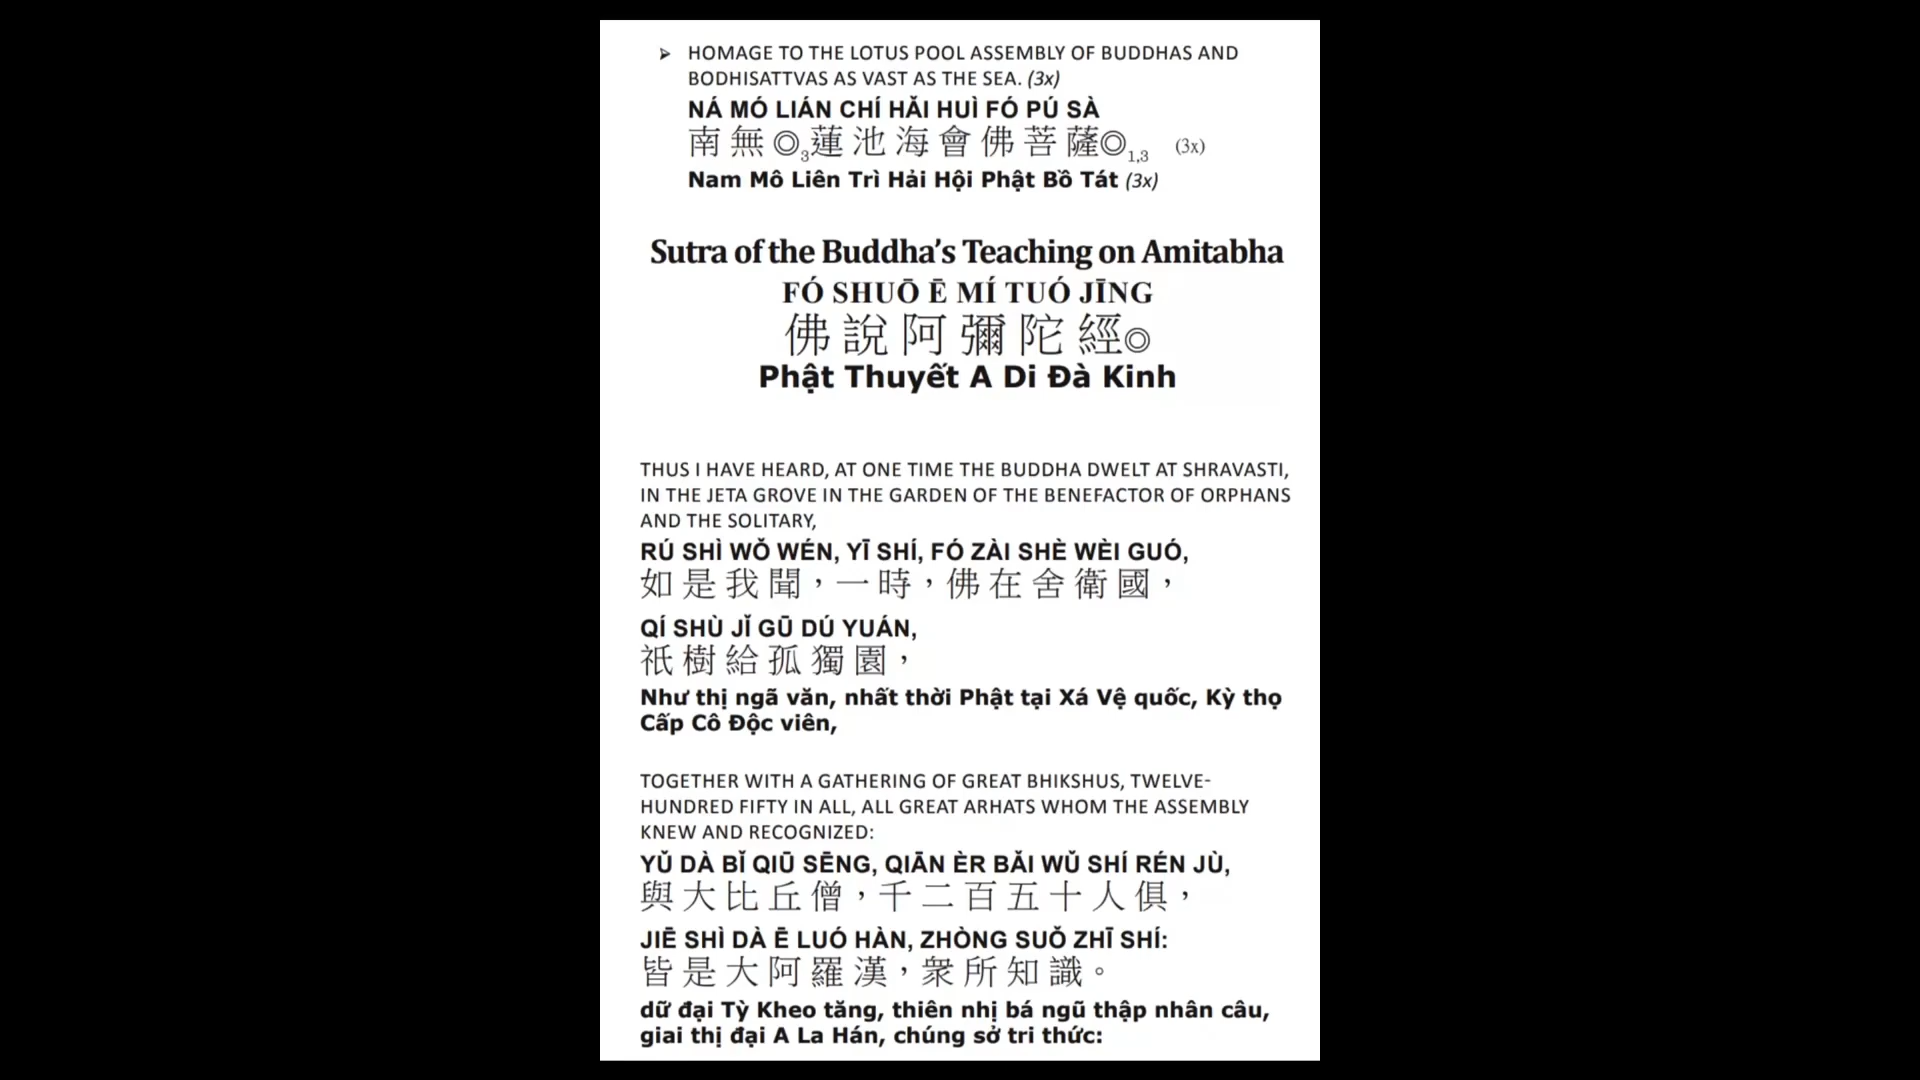 ➢ HOMAGE TO THE LOTUS POOL ASSEMBLY OF BUDDHAS AND
BODHISATTVAS AS VAST AS THE SEA. (3x)
NÁ MÓ LIÁN CHÍ HǍI HUÌ FÓ PÚ SÀ
南無◎3蓮池海會佛菩薩◎1,3 (3x)
Nam Mô Liên Trì Hải Hội Phật Bồ Tát (3x)
Sutra of the Buddha’s Teaching on Amitabha
FÓ SHUŌ Ē MÍ TUÓ JĪNG
佛說阿彌陀經◎
Phật Thuyết A Di Đà Kinh
THUS I HAVE HEARD, AT ONE TIME THE BUDDHA DWELT AT SHRAVASTI,
IN THE JETA GROVE IN THE GARDEN OF THE BENEFACTOR OF ORPHANS
AND THE SOLITARY,
RÚ SHÌ WǑ WÉN, YĪ SHÍ, FÓ ZÀI SHÈ WÈI GUÓ,
如是我聞，一時，佛在舍衛國，
QÍ SHÙ JǏ GŪ DÚ YUÁN,
祇樹給孤獨園，
Như thị ngã văn, nhất thời Phật tại Xá Vệ quốc, Kỳ thọ
Cấp Cô Độc viên,
TOGETHER WITH A GATHERING OF GREAT BHIKSHUS, TWELVE-
HUNDRED FIFTY IN ALL, ALL GREAT ARHATS WHOM THE ASSEMBLY
KNEW AND RECOGNIZED:
YǓ DÀ BǏ QIŪ SĒNG, QIĀN ÈR BǍI WǓ SHÍ RÉN JÙ,
與大比丘僧，千二百五十人俱，
JIĒ SHÌ DÀ Ē LUÓ HÀN, ZHÒNG SUǑ ZHĪ SHÍ:
皆是大阿羅漢，衆所知識。
dữ đại Tỳ Kheo tăng, thiên nhị bá ngũ thập nhân câu,
giai thị đại A La Hán, chúng sở tri thức: